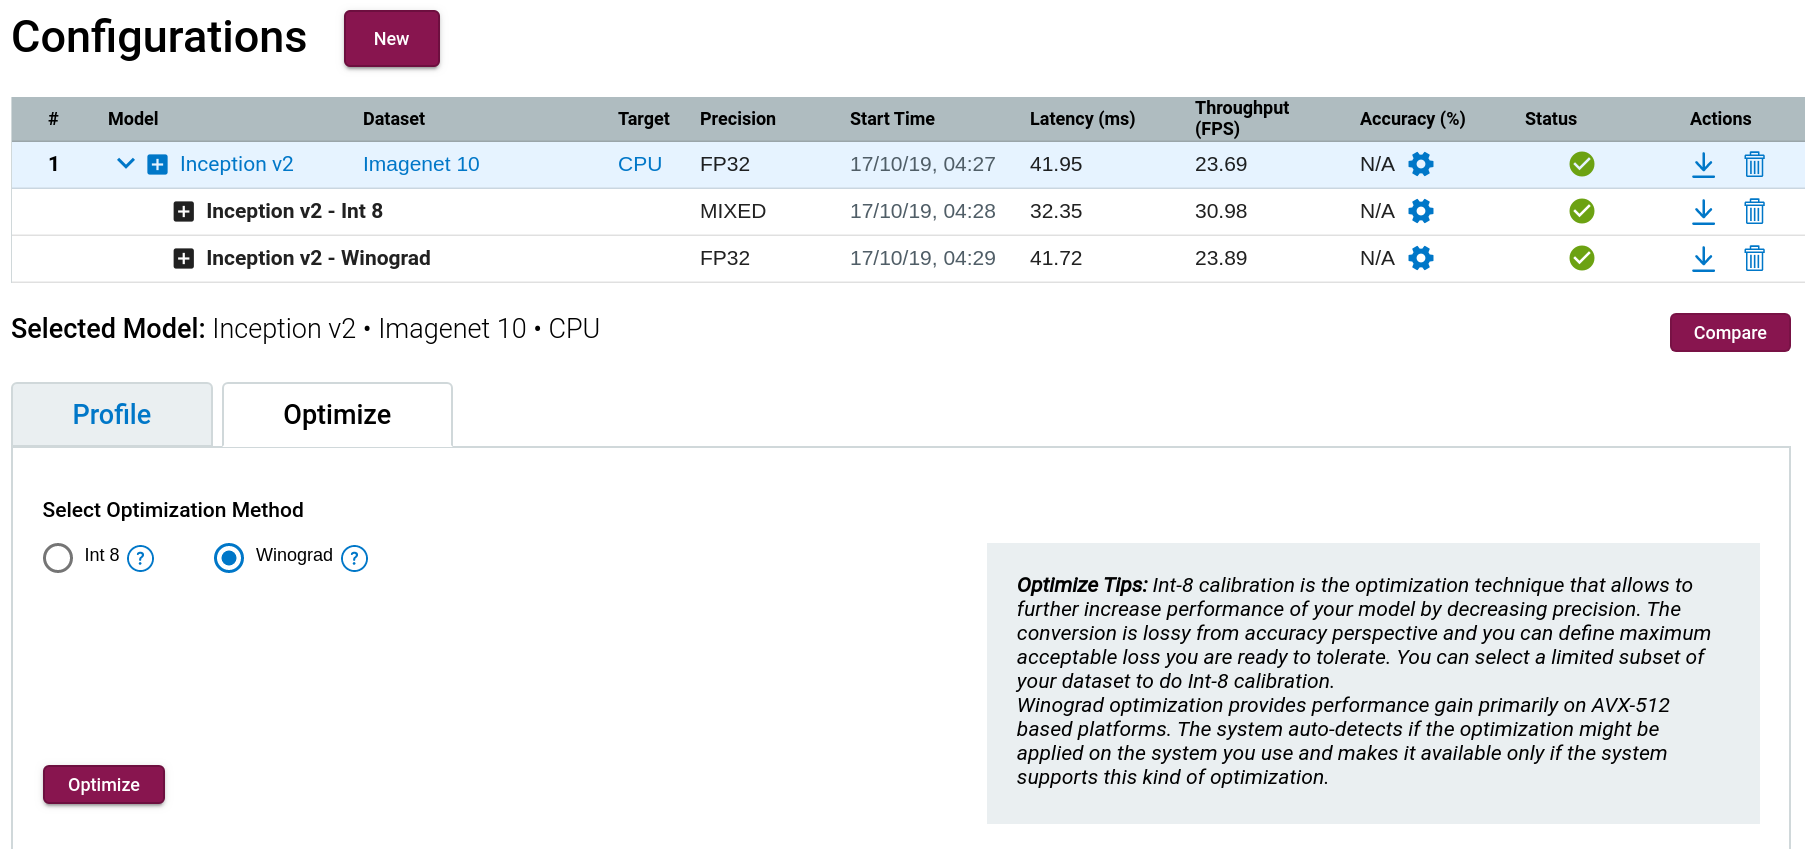 Configurations New
# Model Dataset Target Precision Start Time Latency (ms) Throughput (FPS) Accuracy (%) Status Actions
1 Inception v2 Imagenet 10 CPU FP32 17/10/19, 04:27 41.95 23.69 N/A
Inception v2 - Int 8 MIXED 17/10/19, 04:28 32.35 30.98 N/A
Inception v2 - Winograd FP32 17/10/19, 04:29 41.72 23.89 N/A
Selected Model: Inception v2 • Imagenet 10 • CPU Compare
Profile Optimize
Select Optimization Method
Int 8 ? Winograd ?
Optimize Tips: Int-8 calibration is the optimization technique that allows to
further increase performance of your model by decreasing precision. The
conversion is lossy from accuracy perspective and you can define maximum
acceptable loss you are ready to tolerate. You can select a limited subset of
your dataset to do Int-8 calibration.
Winograd optimization provides performance gain primarily on AVX-512
based platforms. The system auto-detects if the optimization might be
applied on the system you use and makes it available only if the system
supports this kind of optimization.
Optimize